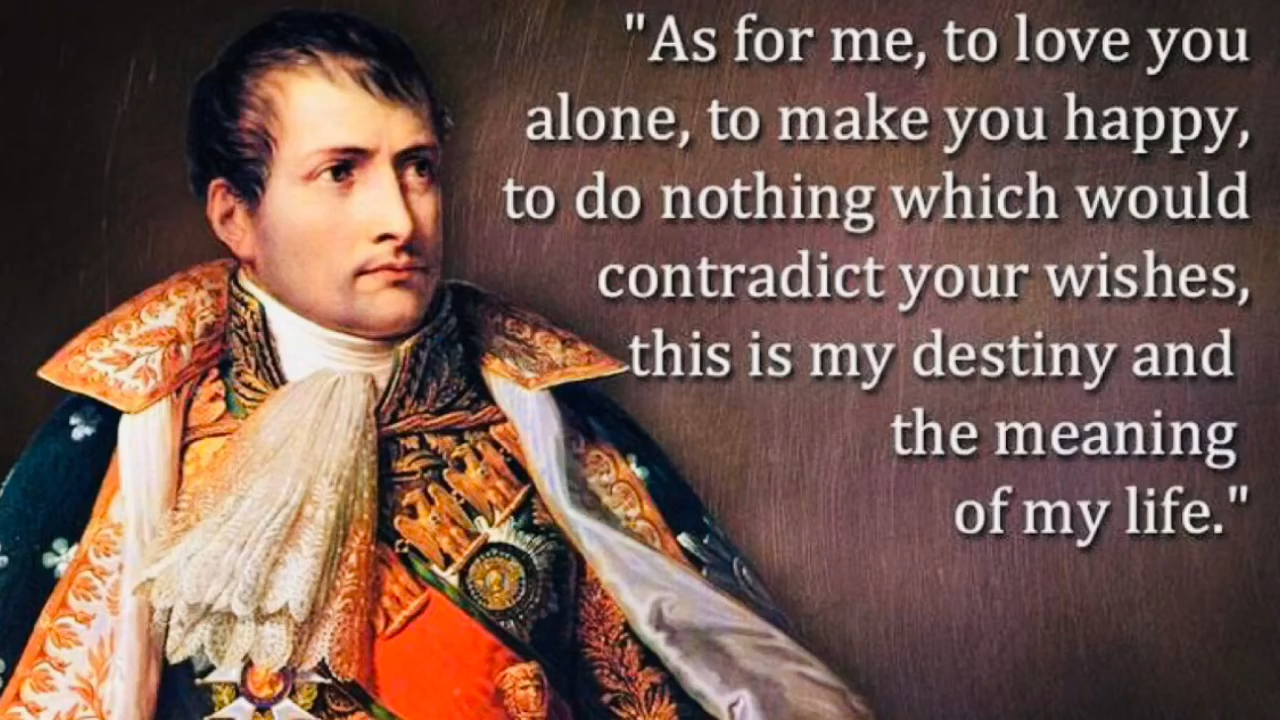 "As for me, to love you
alone, to make you happy,
to do nothing which would
contradict your wishes,
this is my destiny and
the meaning
of my life."